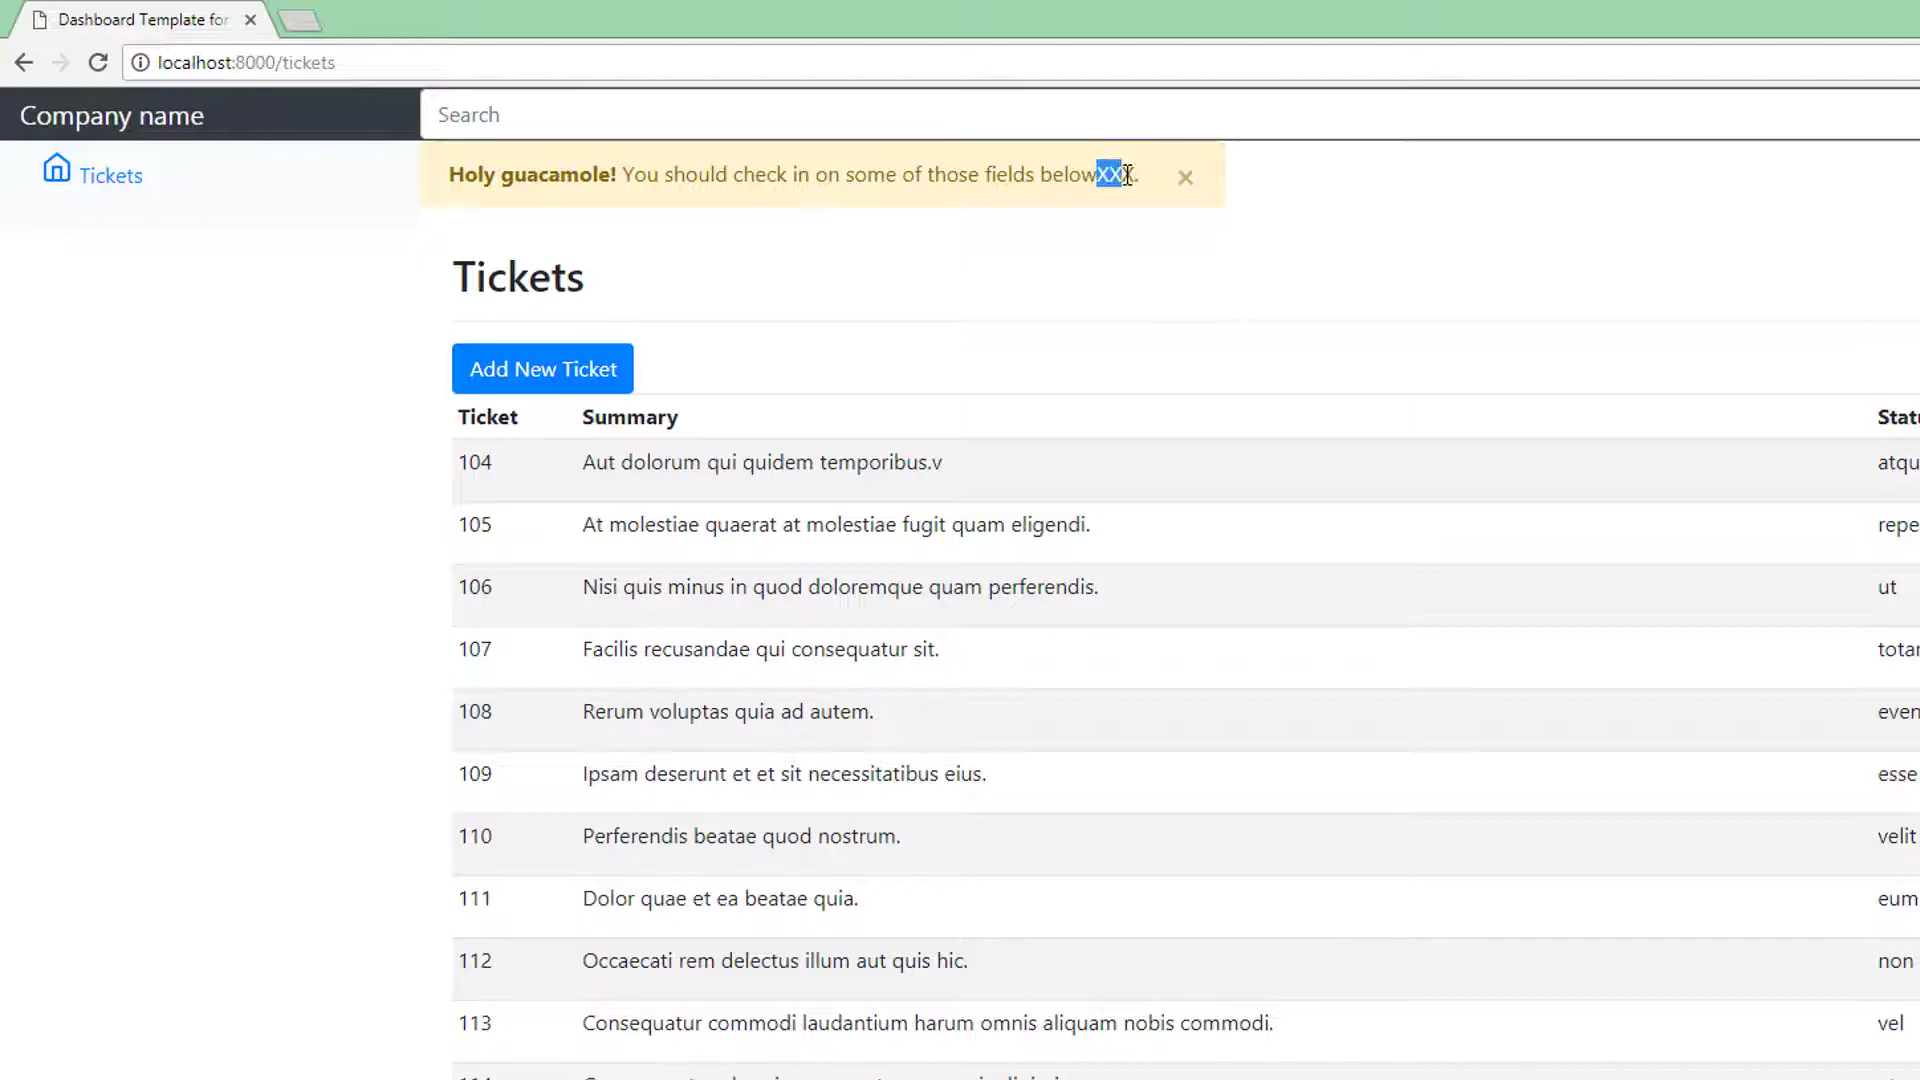 Dashboard Template for
localhost:8000/tickets
Company name
Search
Tickets
Holy guacamole! You should check in on some of those fields belowXXX.
Tickets
Add New Ticket
Ticket Summary Statu
104 Aut dolorum qui quidem temporibus.v atqu
105 At molestiae quaerat at molestiae fugit quam eligendi. repe
106 Nisi quis minus in quod doloremque quam perferendis. ut
107 Facilis recusandae qui consequatur sit. totar
108 Rerum voluptas quia ad autem. even
109 Ipsam deserunt et et sit necessitatibus eius. esse
110 Perferendis beatae quod nostrum. velit
111 Dolor quae et ea beatae quia. eum
112 Occaecati rem delectus illum aut quis hic. non
113 Consequatur commodi laudantium harum omnis aliquam nobis commodi. vel